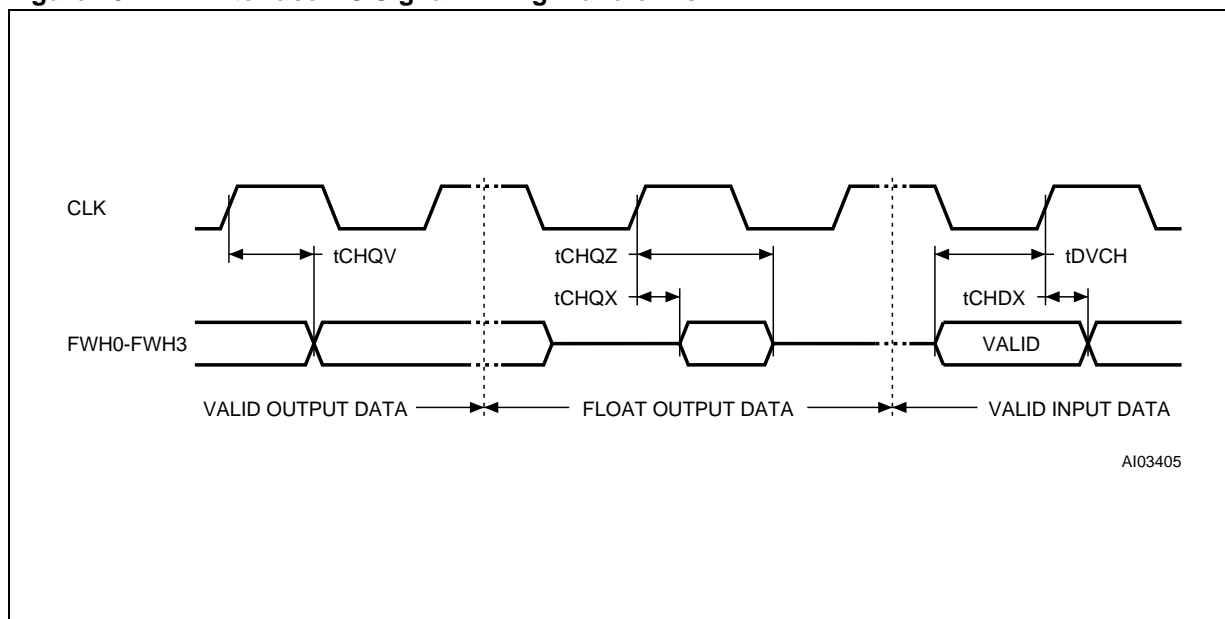 CLK
tCHQV
tCHQZ
tDVCH
tCHQX
tCHDX
FWH0-FWH3
VALID
VALID OUTPUT DATA
FLOAT OUTPUT DATA
VALID INPUT DATA
AI03405